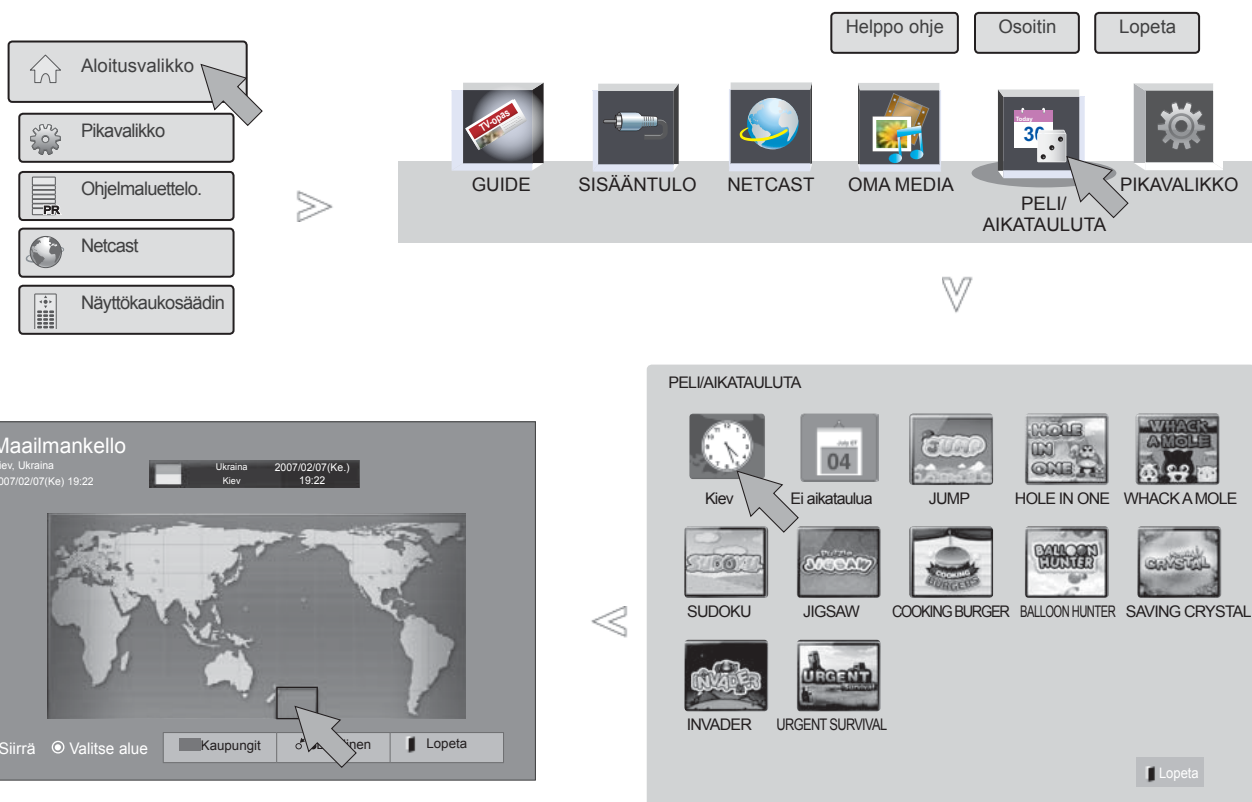 Helppo ohje
Osoitin
Lopeta
Aloitusvalikko
Pikavalikko
Ohjelmaluettelo.
PR
Netcast
Näyttökaukosäädin
TV-opas
Today
30
GUIDE
SISÄÄNTULO
NETCAST
OMA MEDIA
PELI/
AIKATAULUTA
PIKAVALIKKO
PELI/AIKATAULUTA
July 07
04
JUMP
HOLE
IN
ONE
WHACK
A MOLE
Kiev
Ei aikataulua
JUMP
HOLE IN ONE
WHACK A MOLE
SUDOKU
Puzzle
JIGSAW
COOKING
BURGERS
BALLOON
HUNTER
CRYSTAL
SUDOKU
JIGSAW
COOKING BURGER
BALLOON HUNTER
SAVING CRYSTAL
INVADER
URGENT
Survival
INVADER
URGENT SURVIVAL
Lopeta
Maailmankello
iev, Ukraina
007/02/07(Ke) 19:22
Ukraina
2007/02/07(Ke.)
Kiev
19:22
Siirrä
Valitse alue
Kaupungit
Lopeta